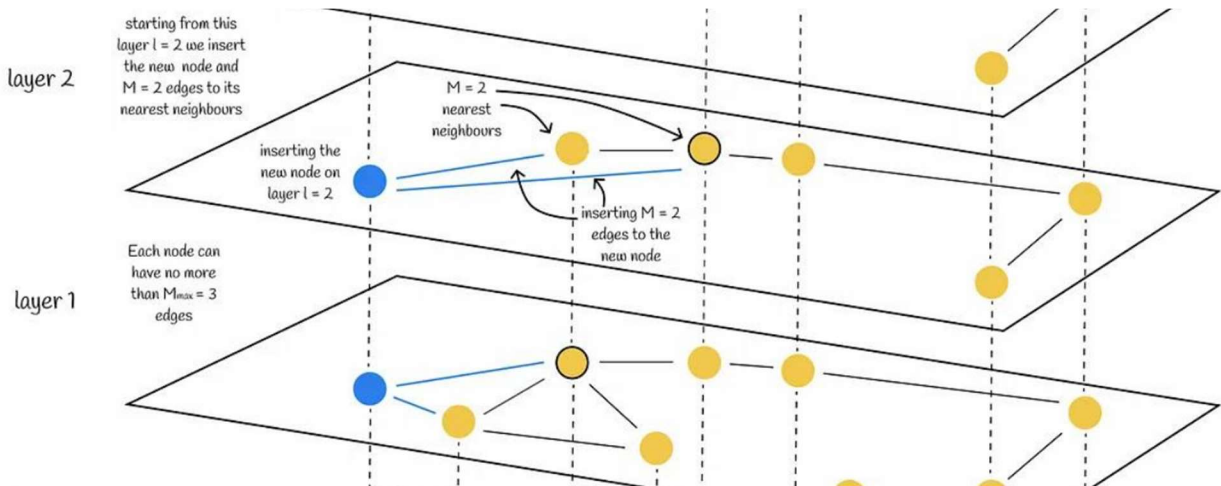 starting from this
layer l = 2 we insert
the new node and
M = 2 edges to its
nearest neighbours
layer 2
M = 2
nearest
neighbours
inserting the
new node on
layer l = 2
inserting M = 2
edges to the
new node
Each node can
have no more
than Mmax = 3
edges
layer 1